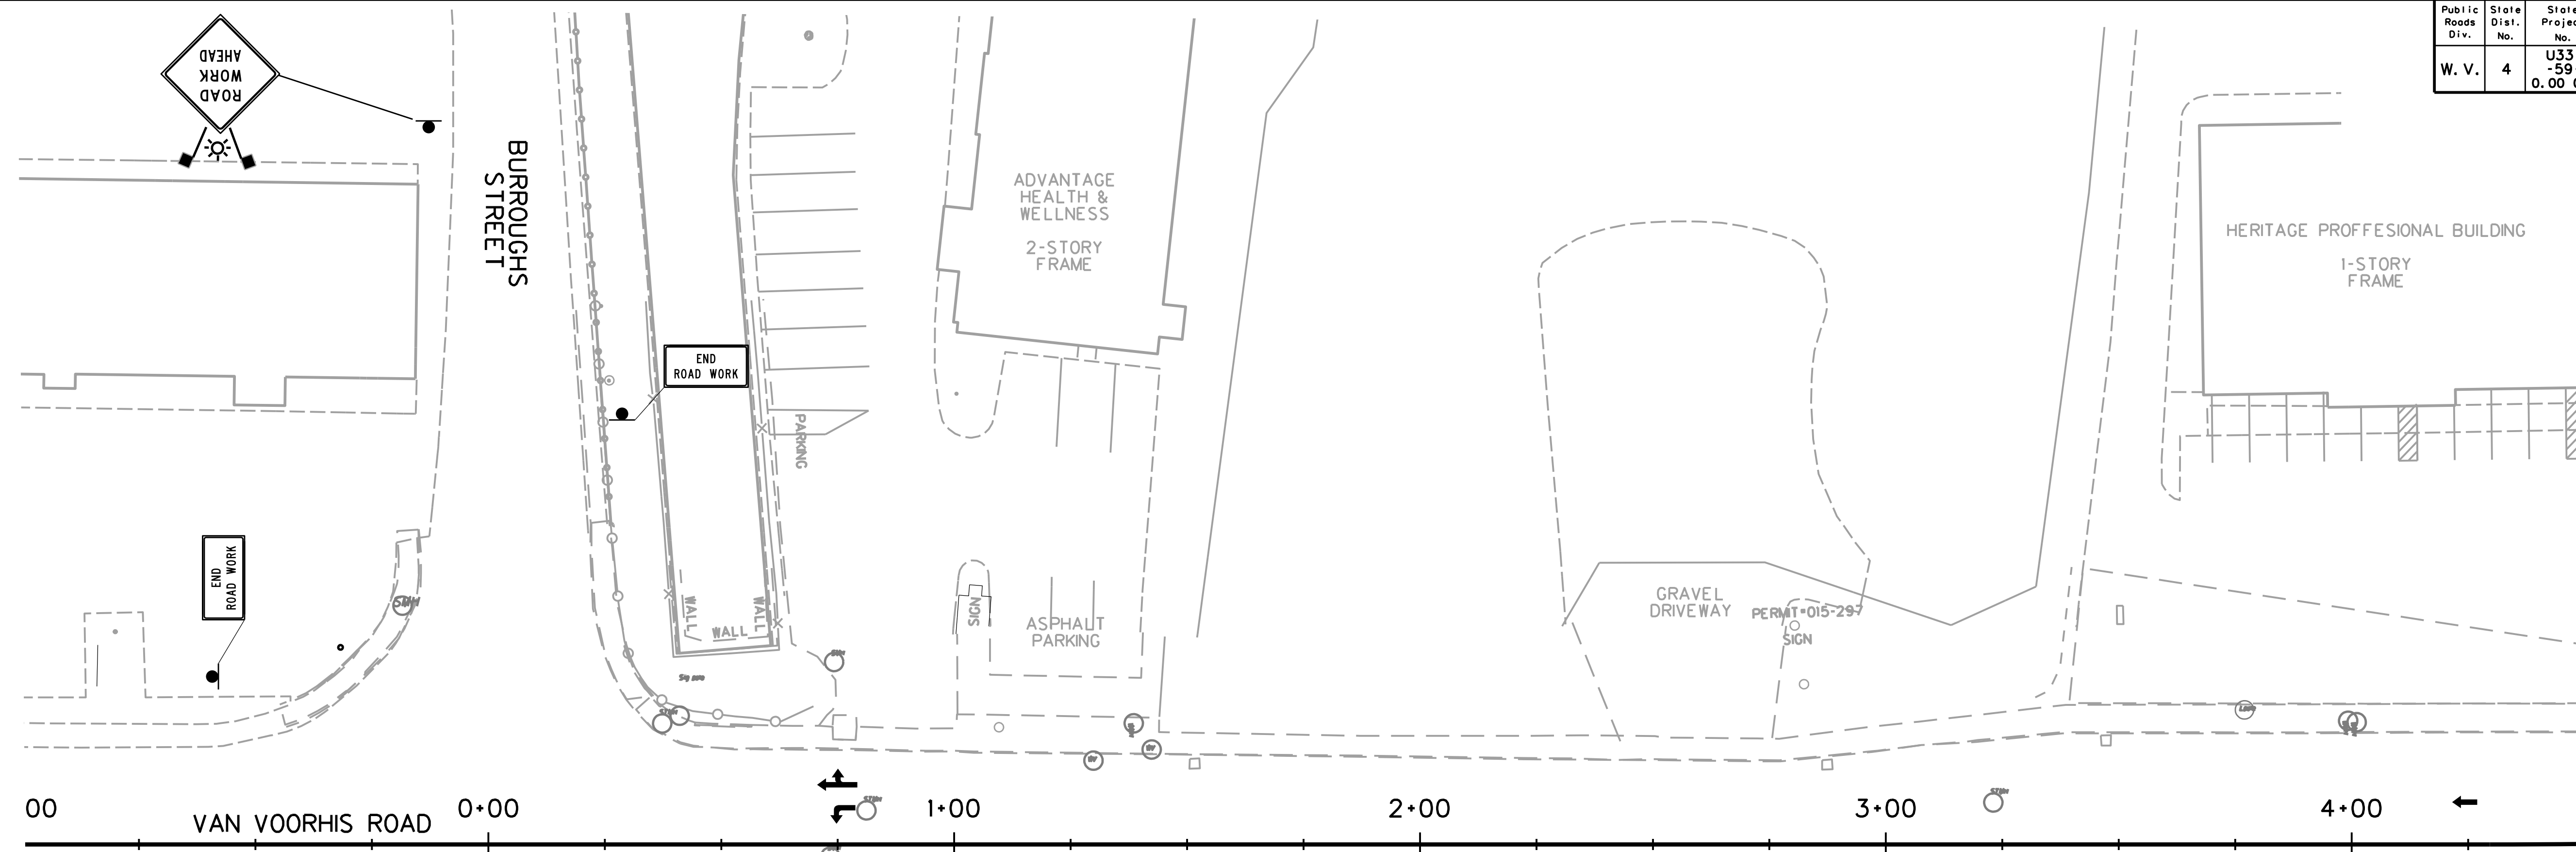 Public
Roads
Div.
State
Dist.
No.
No.
W. V.
4
U33
-59
ROAD
WORK
AHEAD
BURROUGHS
STREET
ADVANTAGE
HEALTH &
WELLNESS
2-STORY
FRAME
HERITAGE PROFFESIONAL BUILDING
1-STORY
FRAME
END
ROAD WORK
PARKING
END
ROAD WORK
SMH
WALL
WALL
WALL
SIGN
ASPHALT
PARKING
GRAVEL
DRIVEWAY
PERMIT#015-297
SIGN
00
0+00
1+00
2+00
3+00
4+00
VAN VOORHIS ROAD